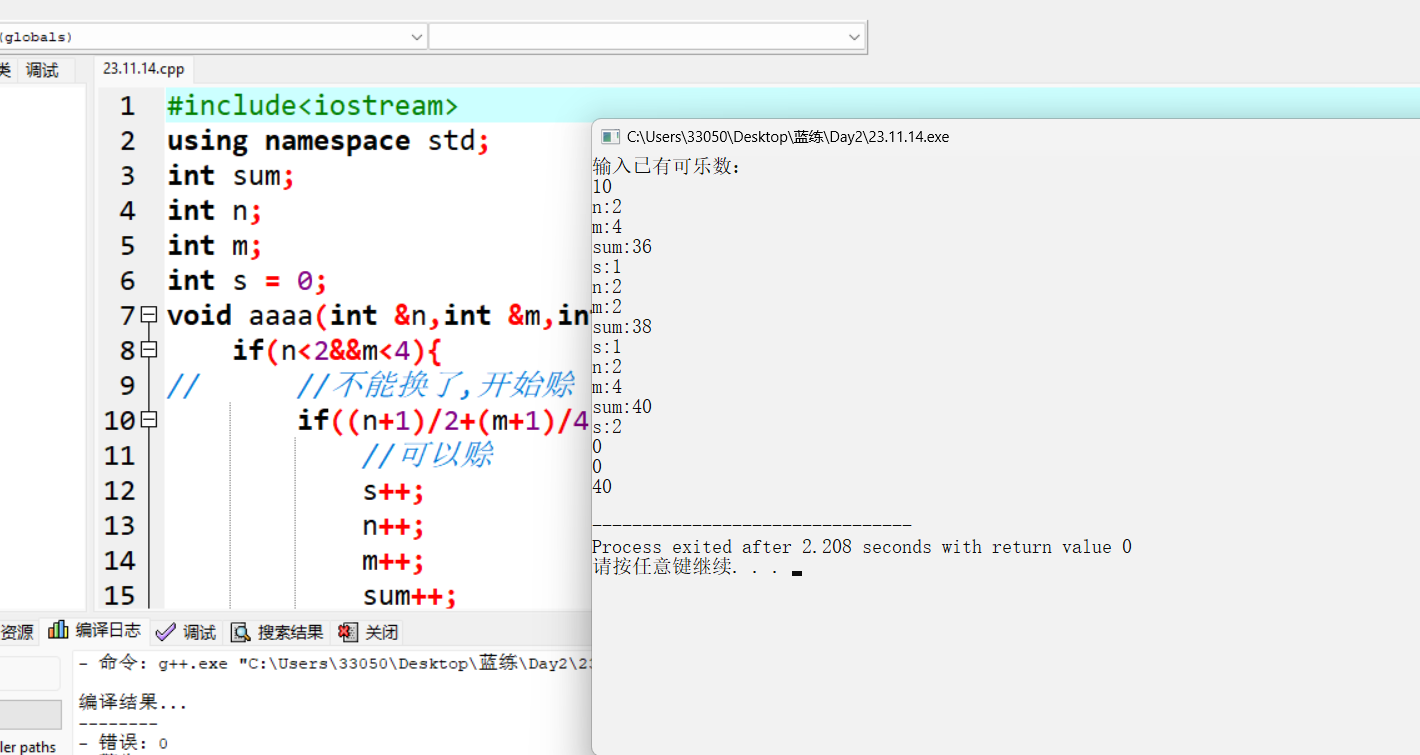 (globals)
类 调试
23.11.14.cpp
1 #include<iostream>
2 using namespace std;
3 int sum;
4 int n;
5 int m;
6 int s = 0;
7 void aaaa(int &n,int &m,in
8 if(n<2&&m<4){
9 // //不能换了,开始赊
10 if((n+1)/2+(m+1)/4
11 //可以赊
12 s++;
13 n++;
14 m++;
15 sum++;
C:\Users\33050\Desktop\蓝练\Day2\23.11.14.exe
输入已有可乐数：
10
n:2
m:4
sum:36
s:1
n:2
m:2
sum:38
s:1
n:2
m:4
sum:40
s:2
0
0
40
--------------------------------
Process exited after 2.208 seconds with return value 0
请按任意键继续. . .
资源 编译日志 调试 搜索结果 关闭
- 命令: g++.exe "C:\Users\33050\Desktop\蓝练\Day2\23
编译结果...
--------
- 错误: 0
ler paths